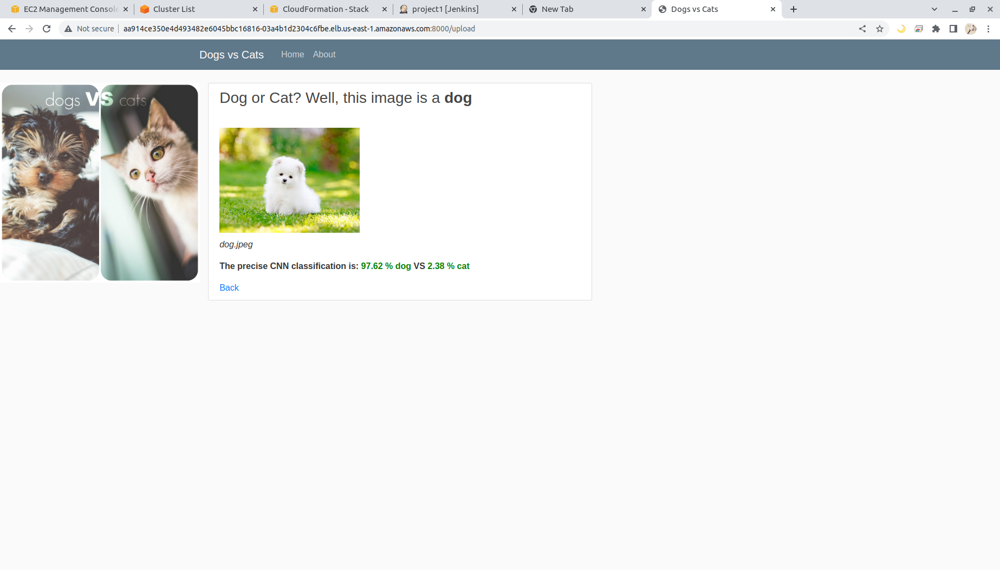 EC2 Management Console
Cluster List
CloudFormation - Stack
project1 [Jenkins]
New Tab
Dogs vs Cats
Not secure
aa914ce350e4d493482e6045bbc16816-03a4b1d2304c6fbe.elb.us-east-1.amazonaws.com:8000/upload
Dogs vs Cats
Home
About
dogs VS cats
Dog or Cat? Well, this image is a dog
dog.jpeg
The precise CNN classification is: 97.62 % dog VS 2.38 % cat
Back